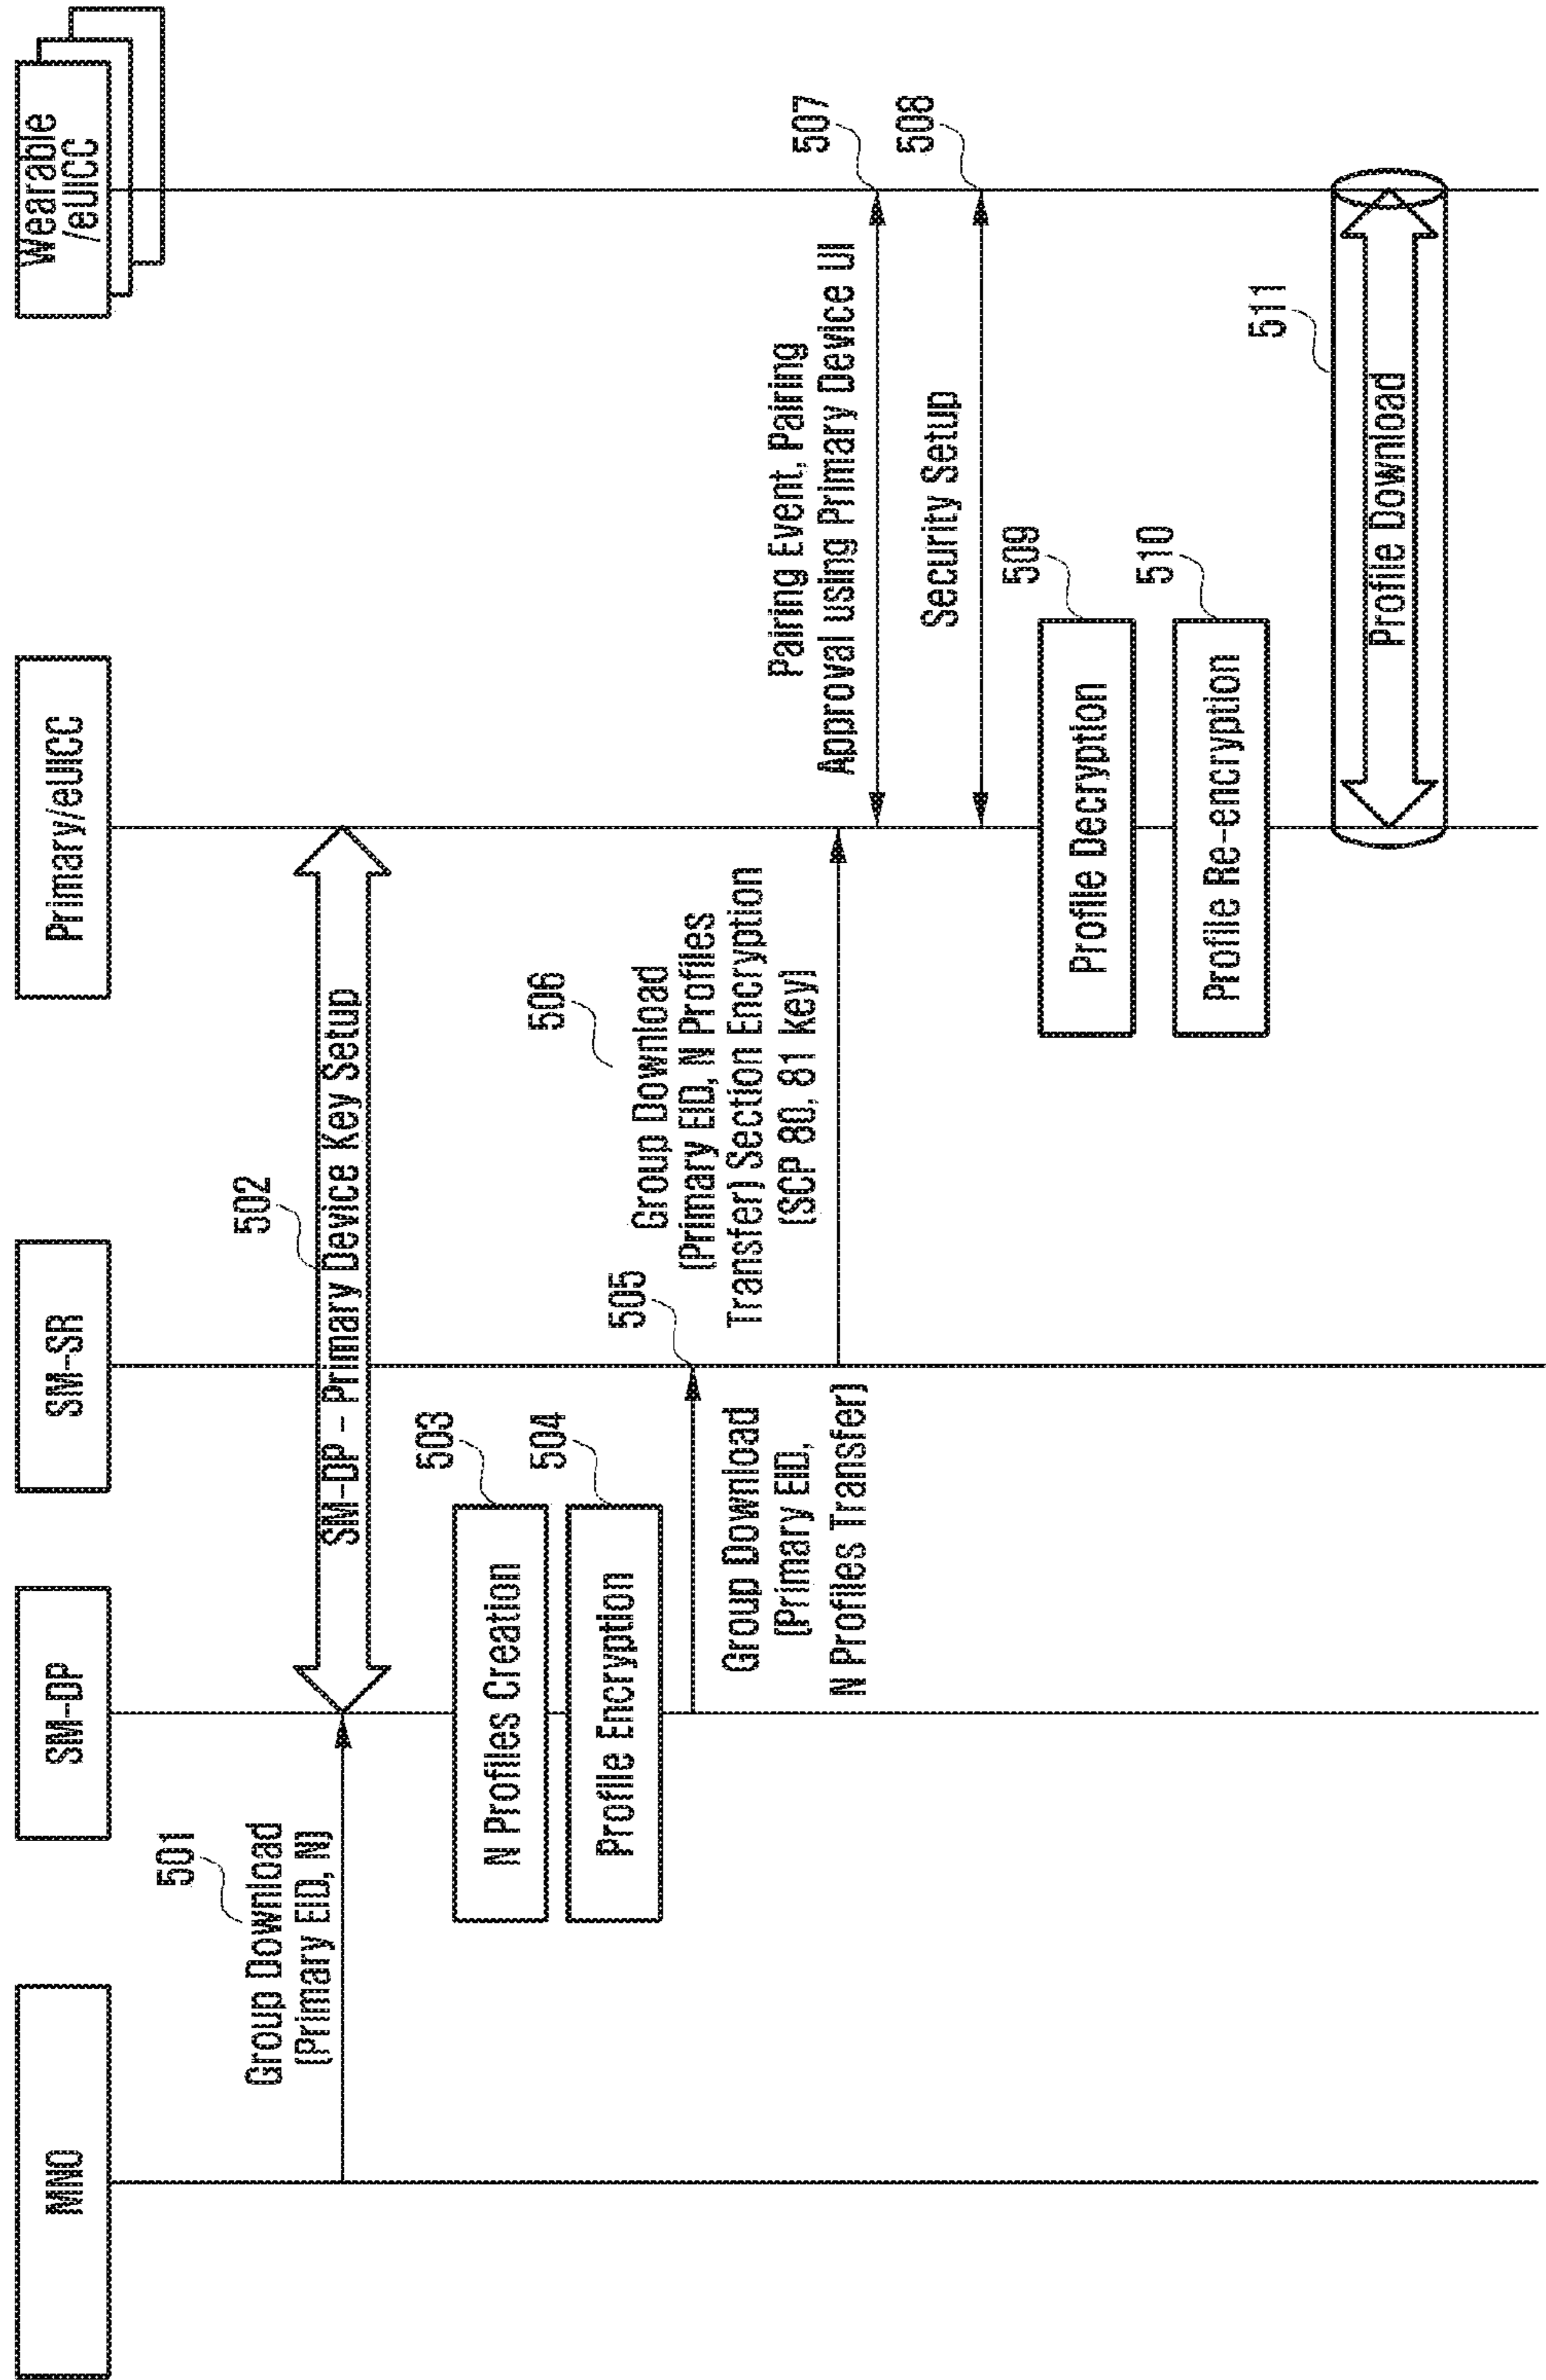 MNO
SM-DP
SM-SR
Primary/eUICC
Wearable
/eUICC
501
Group Download
(Primary EID, N)
502
SM-DP - Primary Device Key Setup
503
N Profiles Creation
504
Profile Encryption
505
Group Download
(Primary EID,
N Profiles Transfer)
506
Group Download
(Primary EID, N Profiles
Transfer) Section Encryption
(SCP 80, 81 key)
507
Pairing Event, Pairing
Approval using Primary Device UI
508
Security Setup
509
Profile Decryption
510
Profile Re-encryption
511
Profile Download